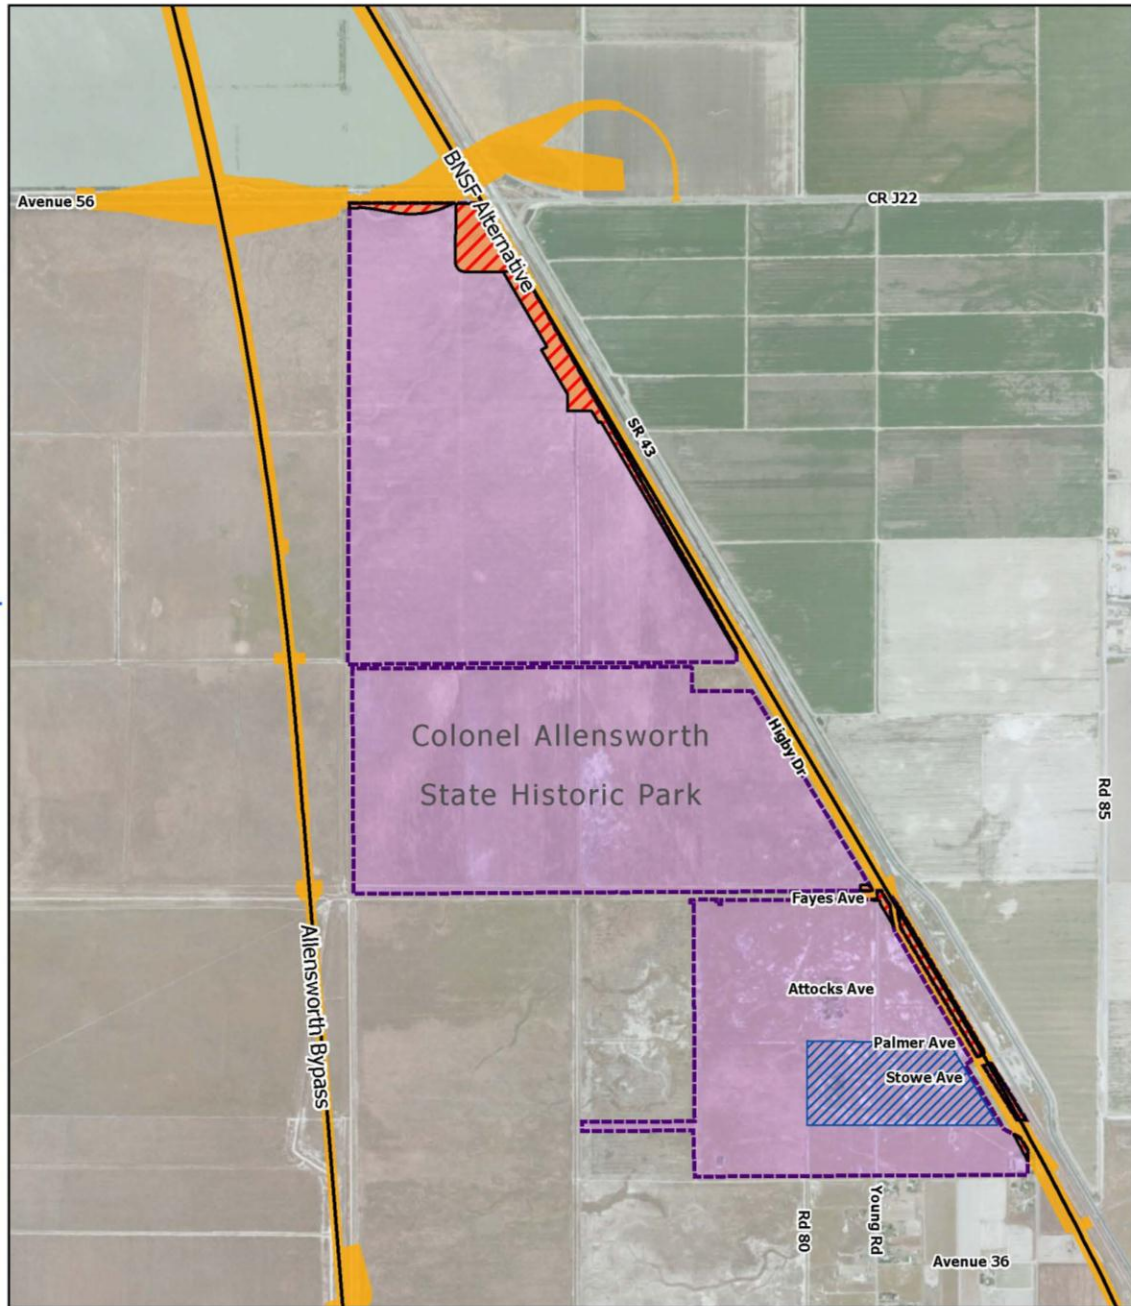 BNSF Alternative
Avenue 56
CR J22
SR 43
Colonel Allensworth
State Historic Park
Higby Dr.
Rd 85
Fayes Ave
Allensworth Bypass
Attocks Ave
Palmer Ave
Stowe Ave
Rd 80
Young Rd
Avenue 36